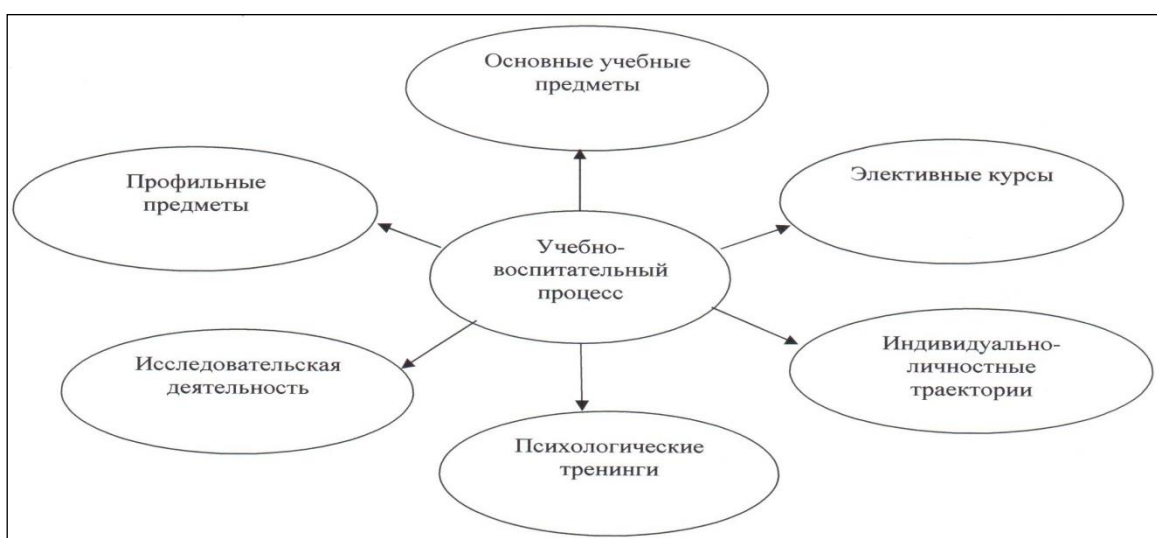 Основные учебные
предметы
Профильные
предметы
Элективные курсы
Учебно-
воспитательный
процесс
Исследовательская
деятельность
Индивидуально-
личностные
траектории
Психологические
тренинги